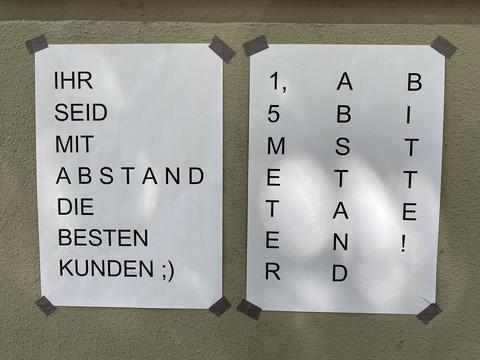 IHR
SEID
MIT
A B S T A N D
DIE
BESTEN
KUNDEN ;)
1,5 METER
ABSTAND
BITTE!